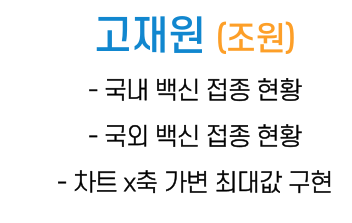 고재원 (조원)
- 국내 백신 접종 현황
- 국외 백신 접종 현황
- 차트 x축 가변 최대값 구현